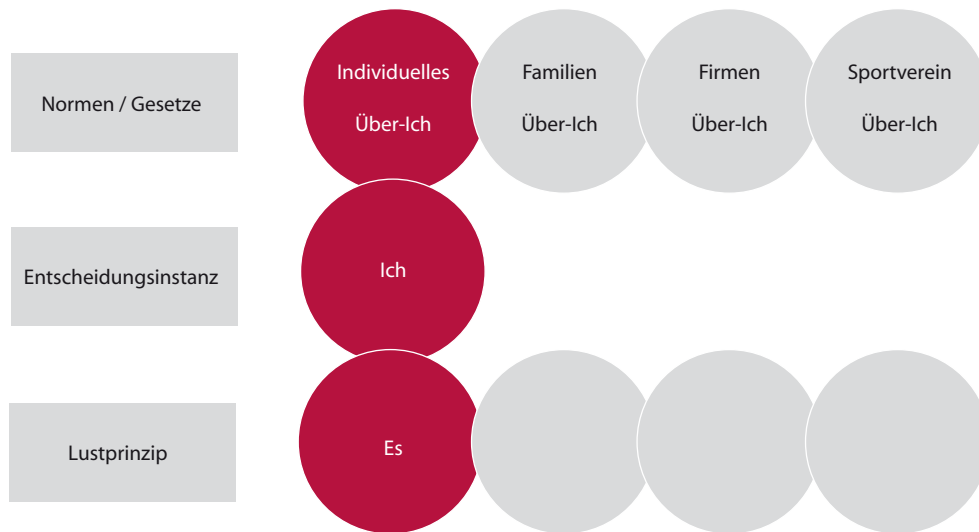 Normen / Gesetze
Individuelles
Über-Ich
Familien
Über-Ich
Firmen
Über-Ich
Sportverein
Über-Ich
Entscheidungsinstanz
Ich
Lustprinzip
Es